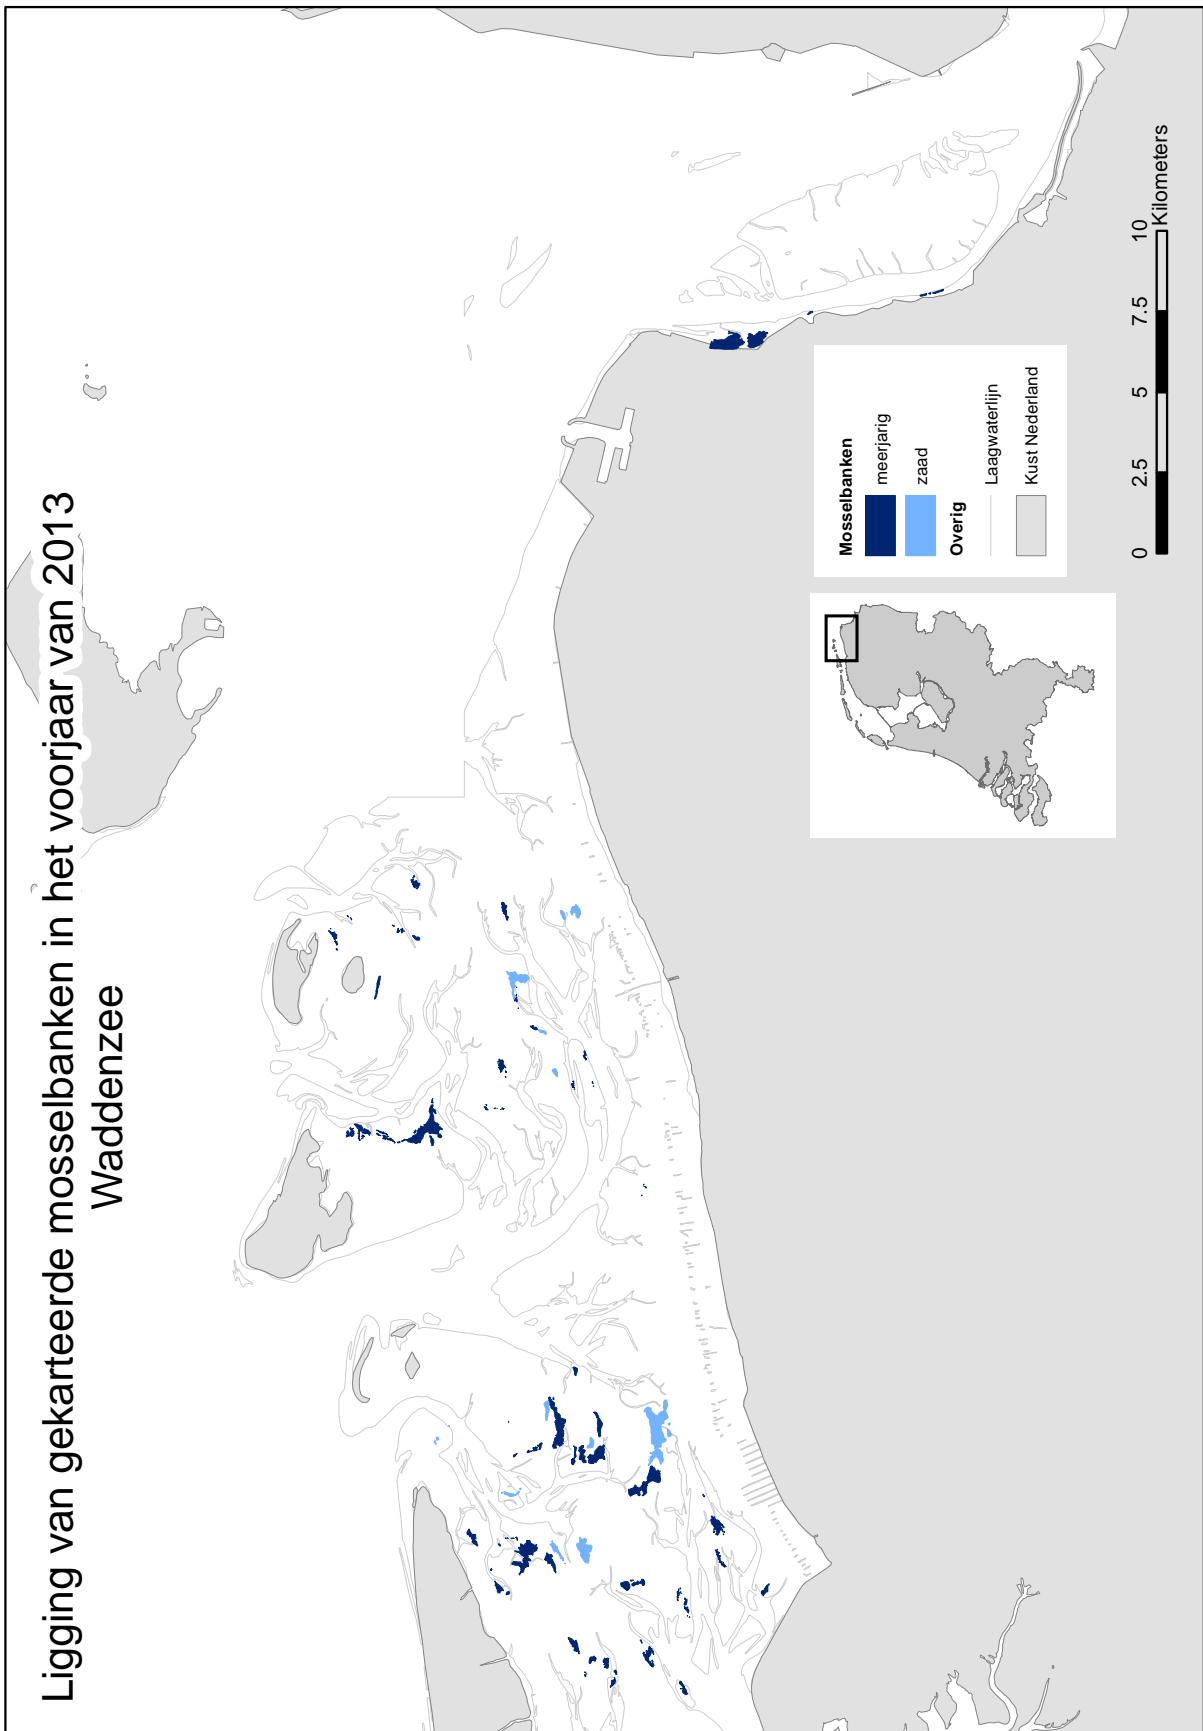 Ligging van gekarteerde mosselbanken in het voorjaar van 2013
Waddenzee
Mosselbanken
meerjarig
zaad
Overig
Laagwaterlijn
Kust Nederland
0 2.5 5 7.5 10
Kilometers